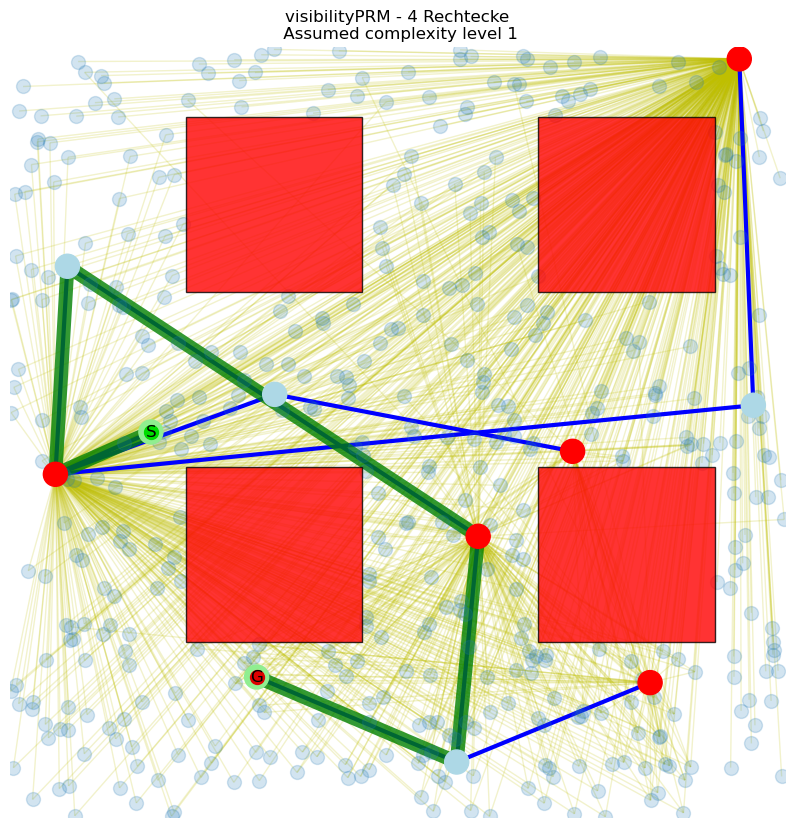 visibilityPRM - 4 Rechtecke
Assumed complexity level 1
S
G